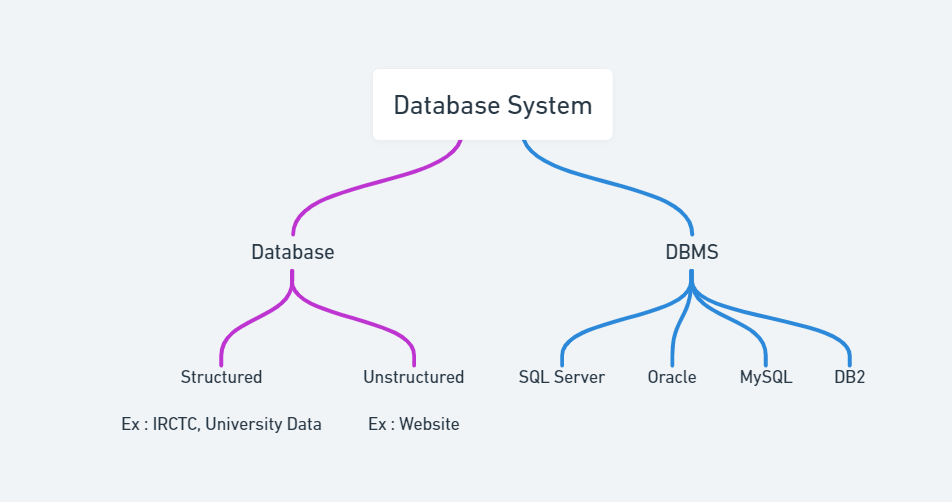 Database System
Database
DBMS
Structured
Unstructured
SQL Server
Oracle
MySQL
DB2
Ex : IRCTC, University Data
Ex : Website